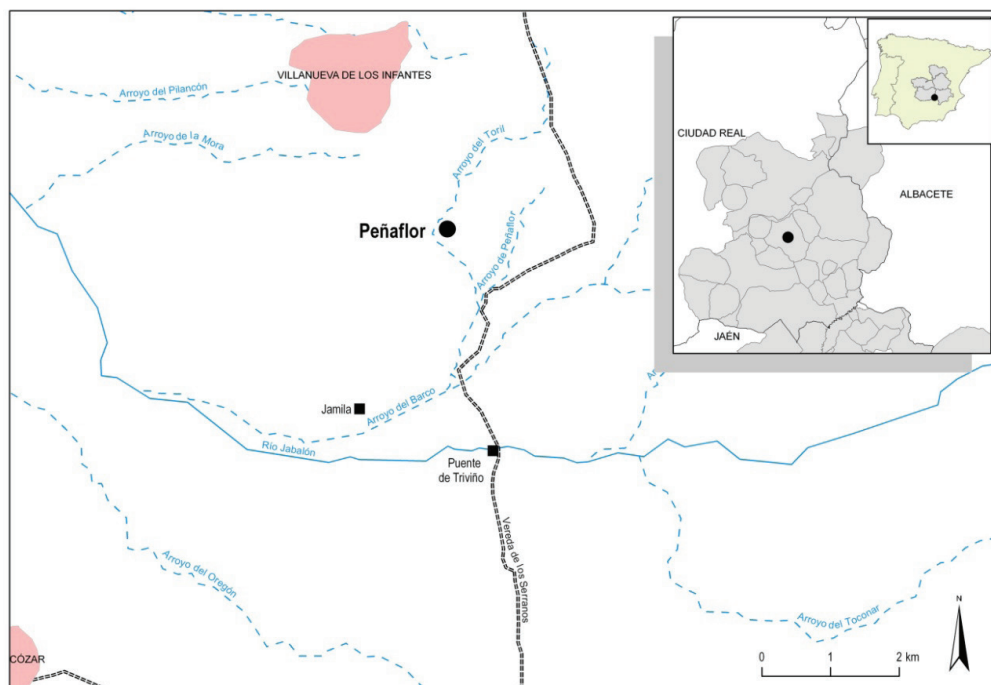 VILLANUEVA DE LOS INFANTES
Arroyo del Pilancón
Arroyo de la Mora
Arroyo del Toril
Peñaflor
Arroyo de Peñaflor
CIUDAD REAL
ALBACETE
JAÉN
Jamila
Arroyo del Barco
Río Jabalón
Puente
de Triviño
Vereda de los Serranos
Arroyo del Oregón
Arroyo del Toconar
CÓZAR
N
0 1 2 km